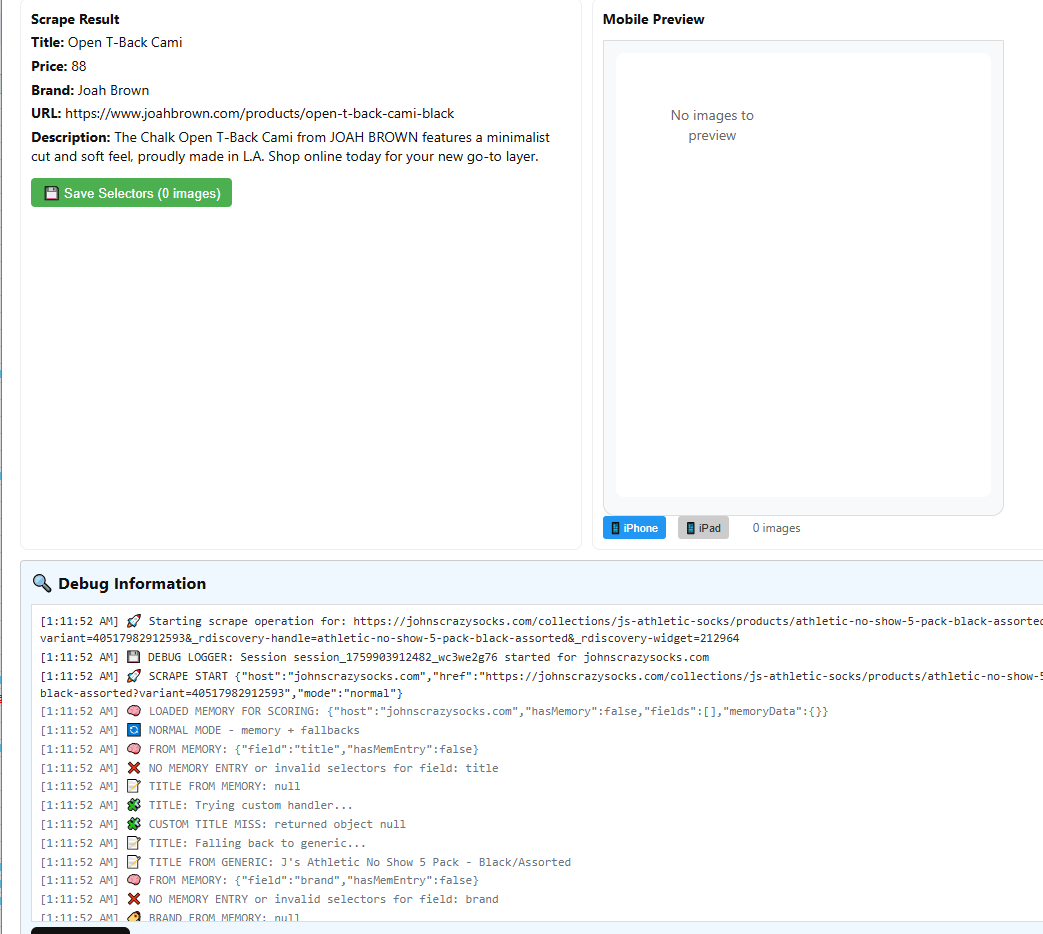 Scrape Result
Title: Open T-Back Cami
Price: 88
Brand: Joah Brown
URL: https://www.joahbrown.com/products/open-t-back-cami-black
Description: The Chalk Open T-Back Cami from JOAH BROWN features a minimalist
cut and soft feel, proudly made in L.A. Shop online today for your new go-to layer.
💾 Save Selectors (0 images)
Mobile Preview
No images to
preview
📱 iPhone
📱 iPad
0 images
🔍 Debug Information
[1:11:52 AM] 🚀 Starting scrape operation for: https://johnscrazysocks.com/collections/js-athletic-socks/products/athletic-no-show-5-pack-black-assorted
variant=40517982912593&_rdiscovery-handle=athletic-no-show-5-pack-black-assorted&_rdiscovery-widget=212964
[1:11:52 AM] 💾 DEBUG LOGGER: Session session_1759903912482_wc3we2g76 started for johnscrazysocks.com
[1:11:52 AM] 🚀 SCRAPE START {"host":"johnscrazysocks.com","href":"https://johnscrazysocks.com/collections/js-athletic-socks/products/athletic-no-show-5
black-assorted?variant=40517982912593","mode":"normal"}
[1:11:52 AM] 🧠 LOADED MEMORY FOR SCORING: {"host":"johnscrazysocks.com","hasMemory":false,"fields":[],"memoryData":{}}
[1:11:52 AM] 🔄 NORMAL MODE - memory + fallbacks
[1:11:52 AM] 🧠 FROM MEMORY: {"field":"title","hasMemEntry":false}
[1:11:52 AM] ❌ NO MEMORY ENTRY or invalid selectors for field: title
[1:11:52 AM] 📝 TITLE FROM MEMORY: null
[1:11:52 AM] 🧩 TITLE: Trying custom handler...
[1:11:52 AM] 🧩 CUSTOM TITLE MISS: returned object null
[1:11:52 AM] 📝 TITLE: Falling back to generic...
[1:11:52 AM] 📝 TITLE FROM GENERIC: J's Athletic No Show 5 Pack - Black/Assorted
[1:11:52 AM] 🧠 FROM MEMORY: {"field":"brand","hasMemEntry":false}
[1:11:52 AM] ❌ NO MEMORY ENTRY or invalid selectors for field: brand
[1:11:52 AM] 🏷️ BRAND FROM MEMORY: null